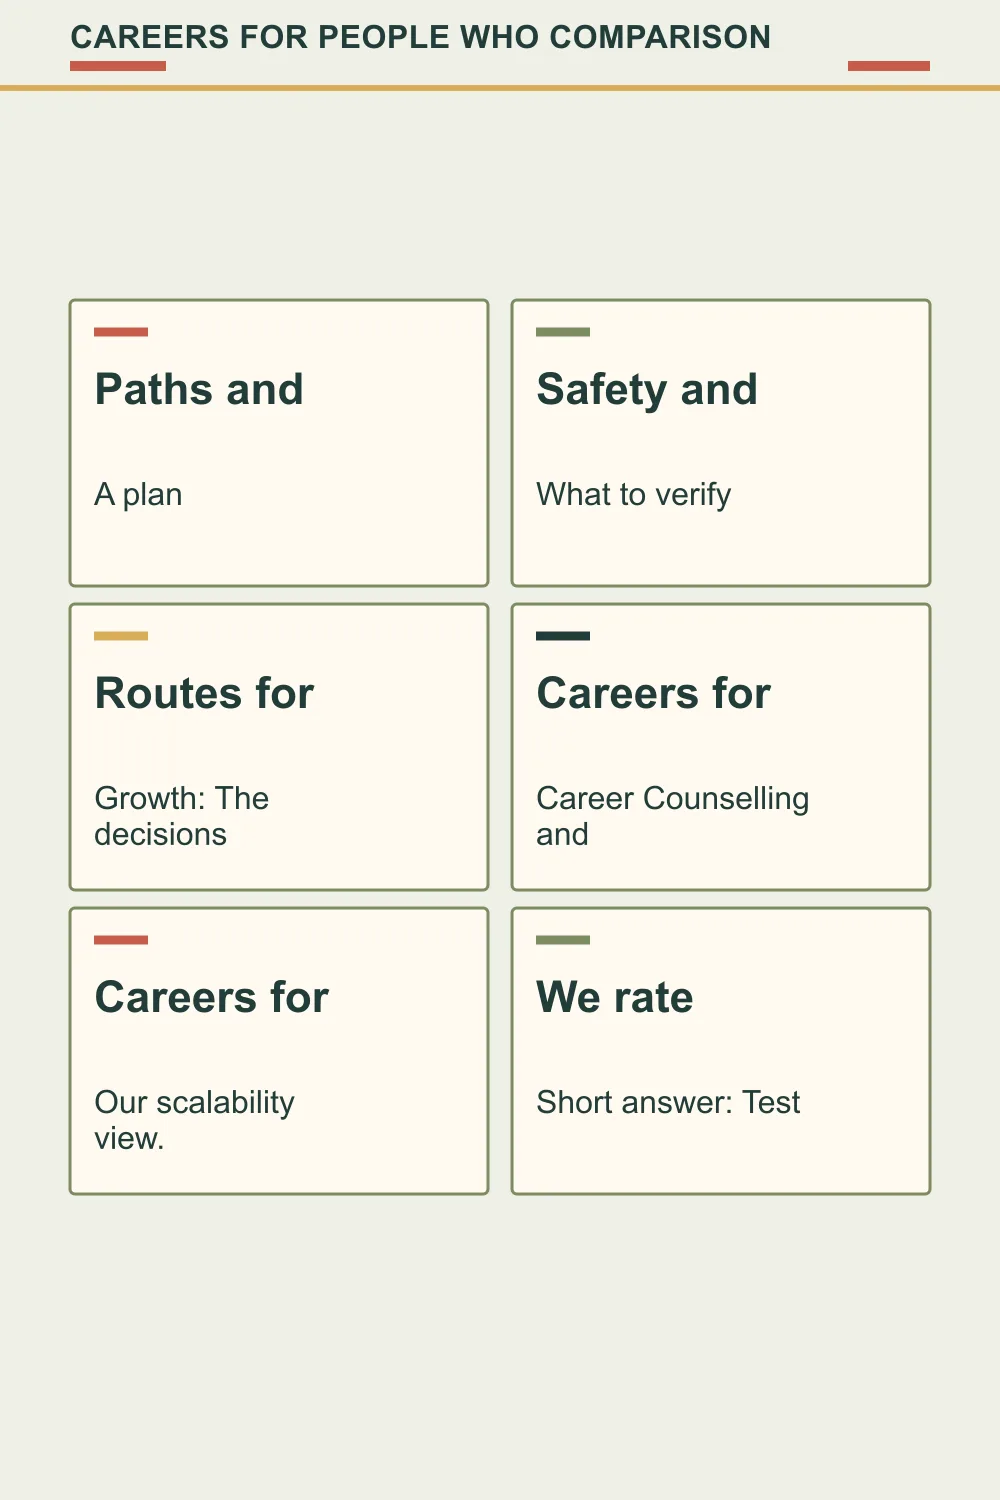 CAREERS FOR PEOPLE WHO COMPARISON
Paths and
A plan
Safety and
What to verify
Routes for
Growth: The
decisions
Careers for
Career Counselling
and
Careers for
Our scalability
view.
We rate
Short answer: Test